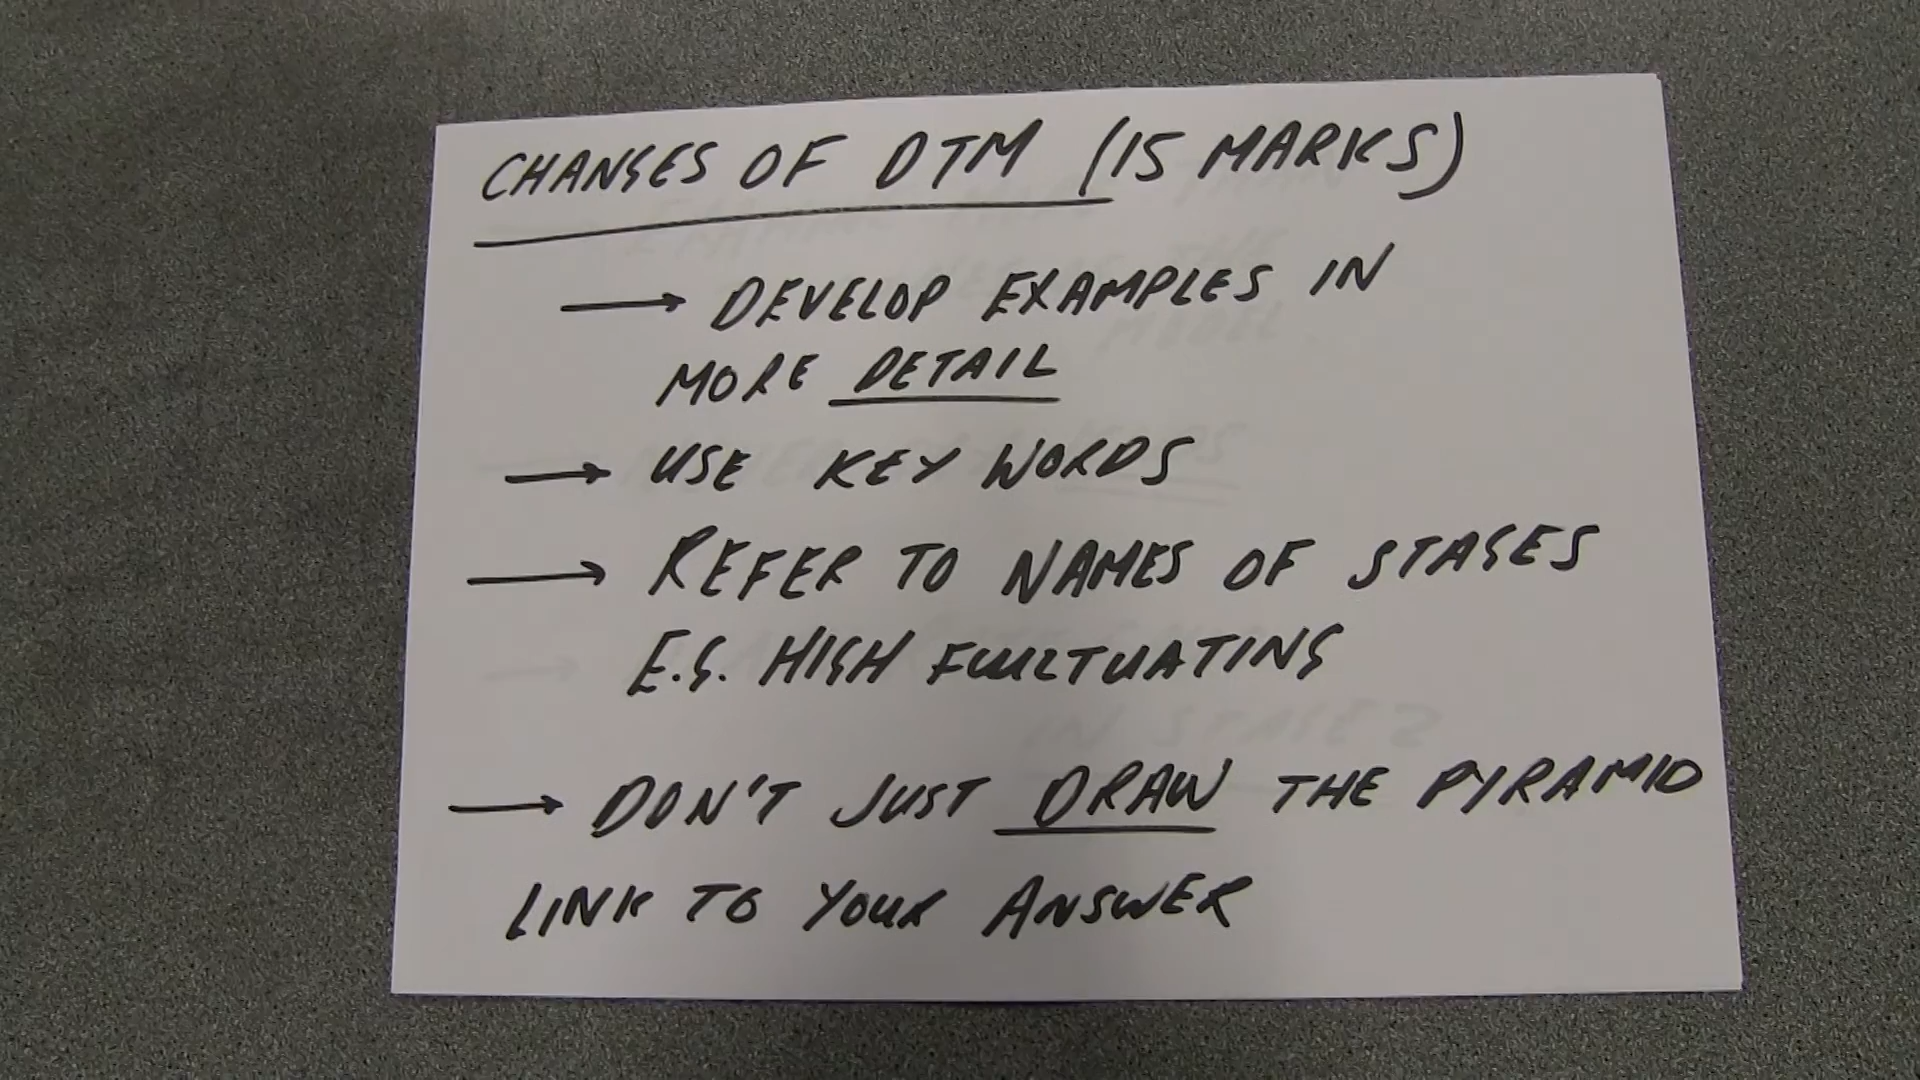 CHANGES OF DTM (15 MARKS)
→ DEVELOP EXAMPLES IN
MORE DETAIL
→ USE KEY WORDS
→ REFER TO NAMES OF STAGES
E.G. HIGH FLUCTUATING
→ DON'T JUST DRAW THE PYRAMID
LINK TO YOUR ANSWER